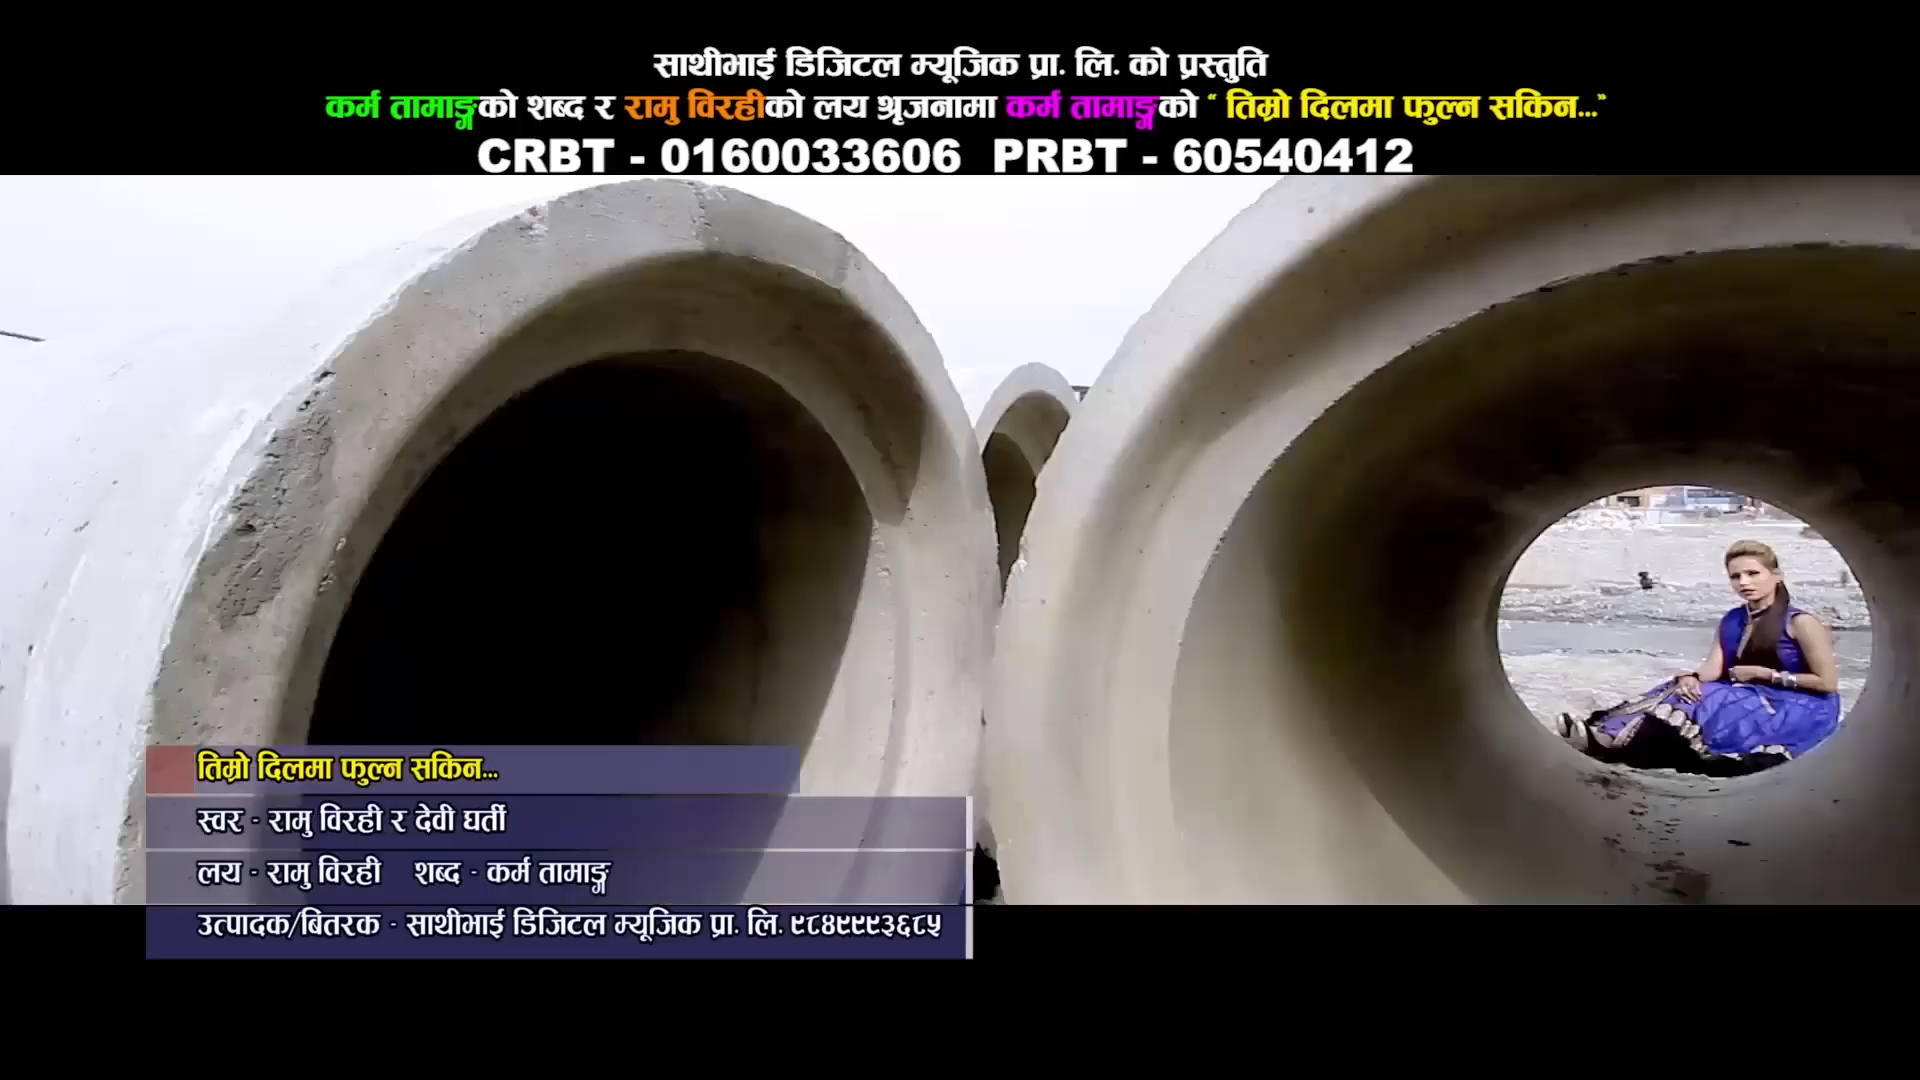 साथीभाई डिजिटल म्यूजिक प्रा. लि. को प्रस्तुति
कर्म तामाङ्गको शब्द र रामु विरहीको लय श्रृजनामा कर्म तामाङ्गको “ तिम्रो दिलमा फुल्न सकिन...”
CRBT - 0160033606 PRBT - 60540412
तिम्रो दिलमा फुल्न सकिन...
स्वर - रामु विरही र देवी घर्ती
लय - रामु विरही शब्द - कर्म तामाङ्ग
उत्पादक/बितरक - साथीभाई डिजिटल म्यूजिक प्रा. लि. ९८४९९९३६८५